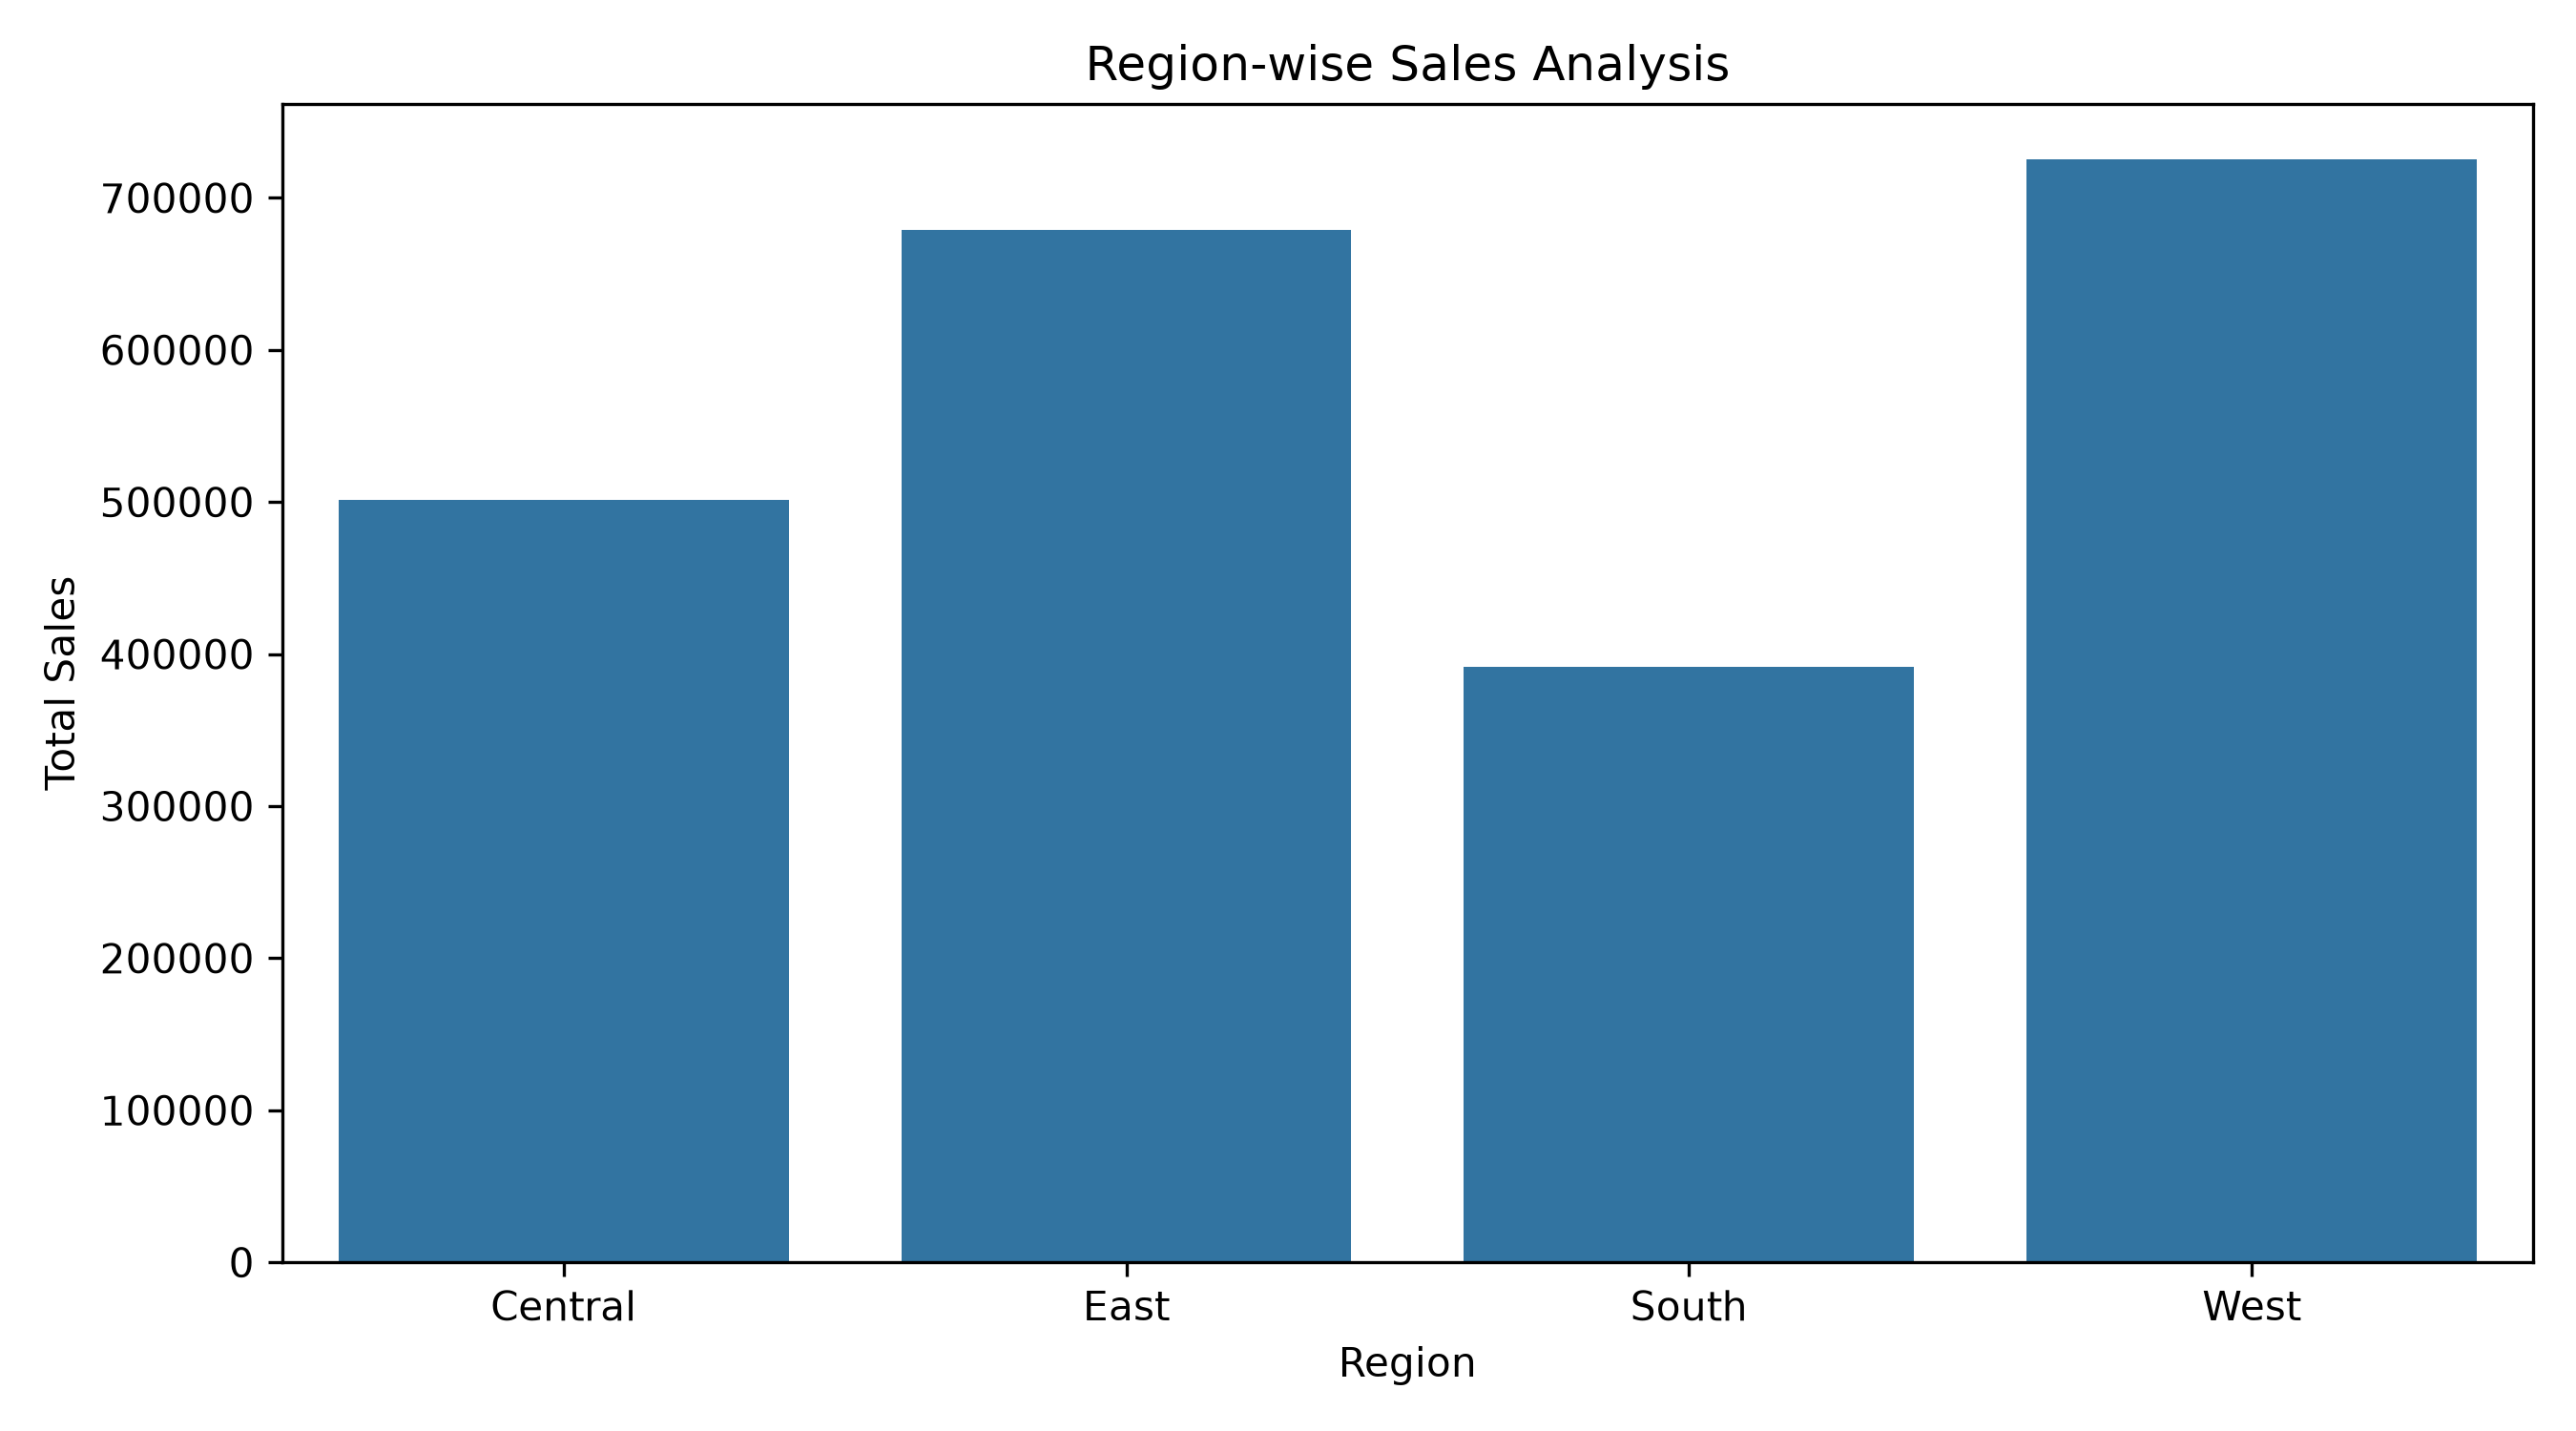 Region-wise Sales Analysis
700000
600000
500000
400000
300000
200000
100000
0
Total Sales
Central
East
South
West
Region